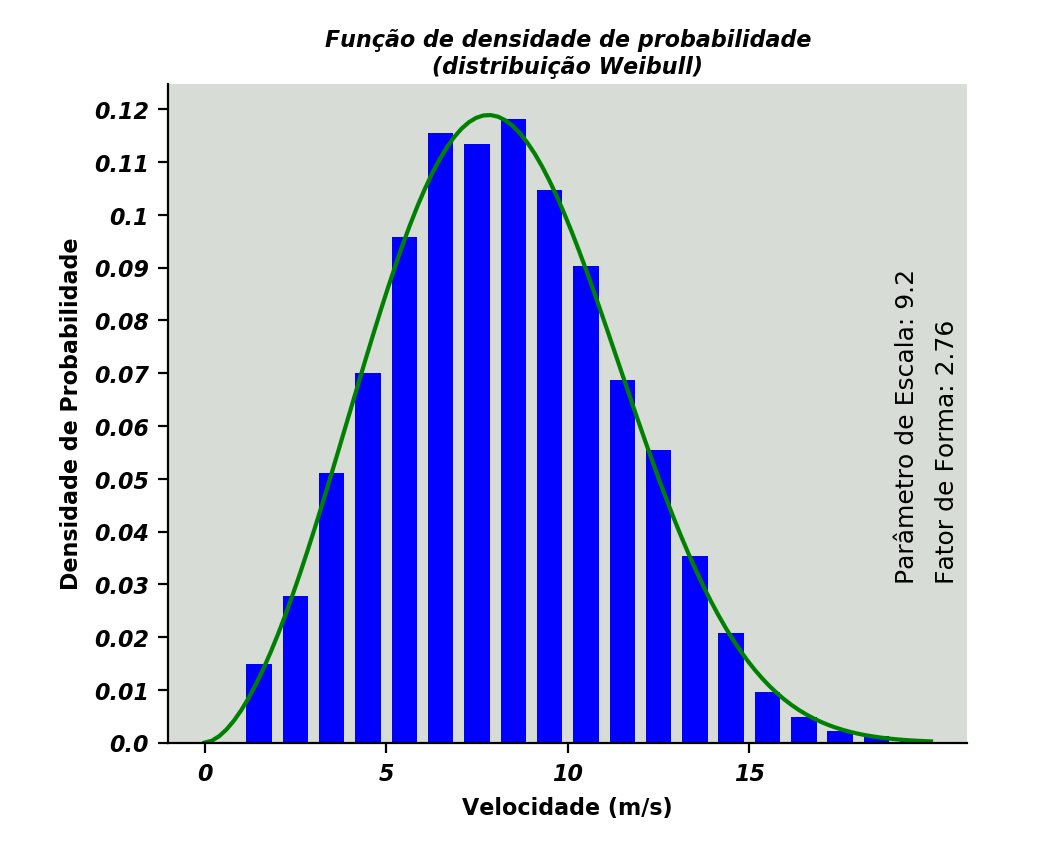 Função de densidade de probabilidade
(distribuição Weibull)
Densidade de Probabilidade
0.12
0.11
0.1
0.09
0.08
0.07
0.06
0.05
0.04
0.03
0.02
0.01
0.0
0
5
10
15
Velocidade (m/s)
Parâmetro de Escala: 9.2
Fator de Forma: 2.76